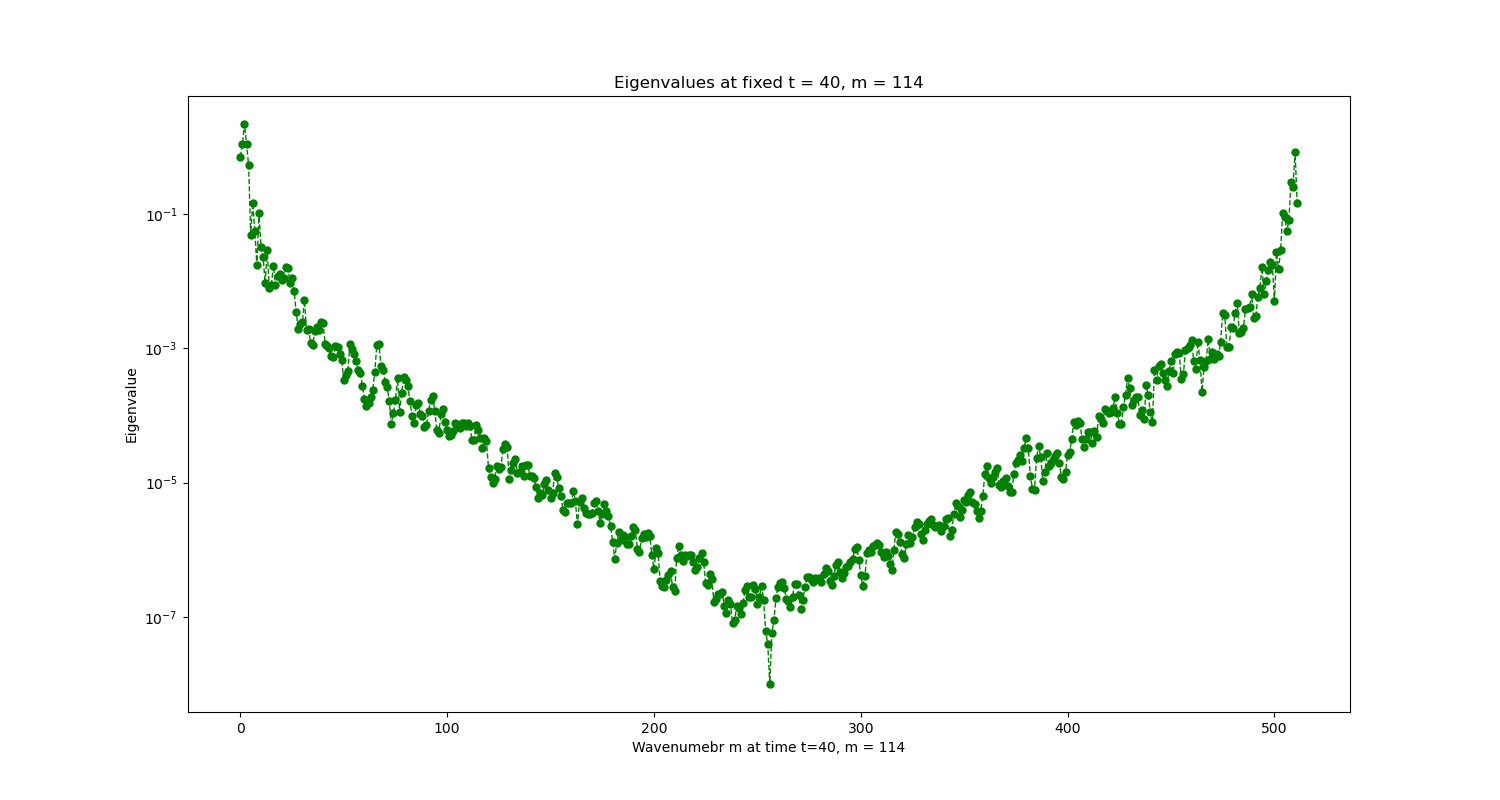 Eigenvalues at fixed t = 40, m = 114
Eigenvalue
10⁻¹
10⁻³
10⁻⁵
10⁻⁷
0 100 200 300 400 500
Wavenumebr m at time t=40, m = 114